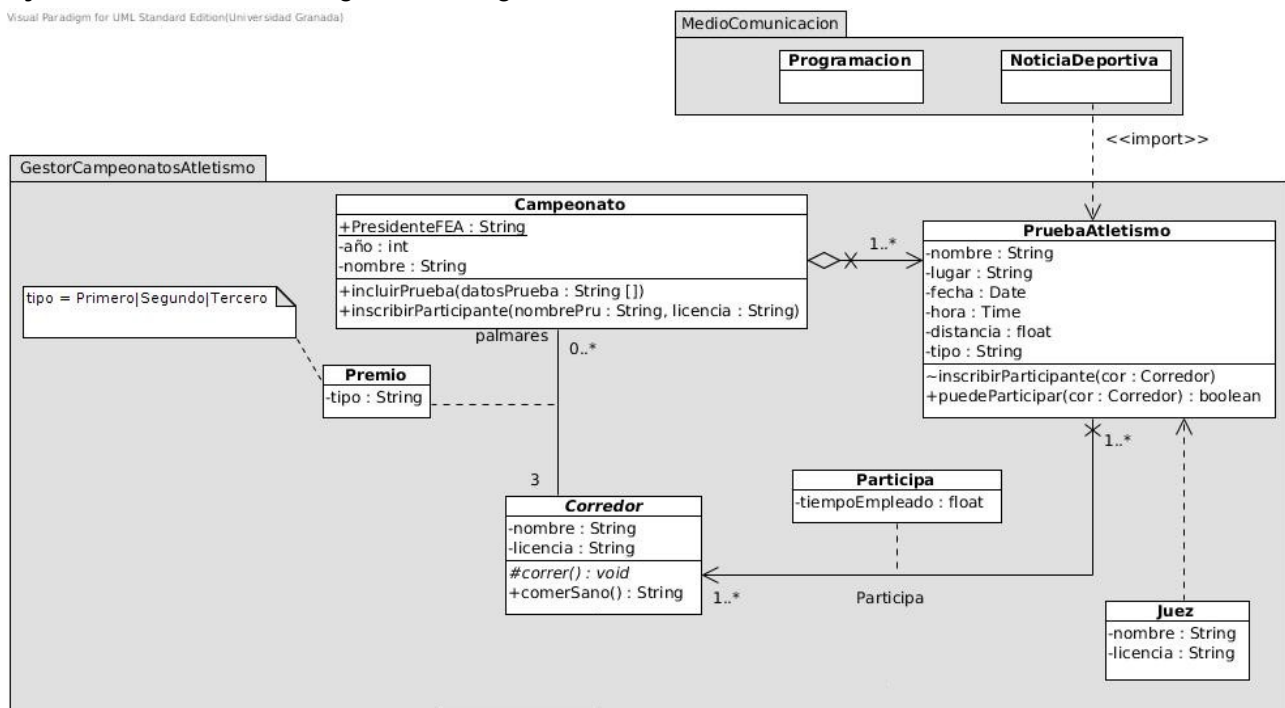 Visual Paradigm for UML Standard Edition(Universidad Granada)
MedioComunicacion
Programacion
NoticiaDeportiva
<<import>>
GestorCampeonatosAtletismo
Campeonato
+PresidenteFEA : String
-año : int
-nombre : String
+incluirPrueba(datosPrueba : String [])
+inscribirParticipante(nombrePru : String, licencia : String)
1..*
PruebaAtletismo
-nombre : String
-lugar : String
-fecha : Date
-hora : Time
-distancia : float
-tipo : String
~inscribirParticipante(cor : Corredor)
+puedeParticipar(cor : Corredor) : boolean
tipo = Primero|Segundo|Tercero
palmares
0..*
Premio
-tipo : String
1..*
3
Participa
-tiempoEmpleado : float
Corredor
-nombre : String
-licencia : String
#correr() : void
+comerSano() : String
1..*
Participa
Juez
-nombre : String
-licencia : String